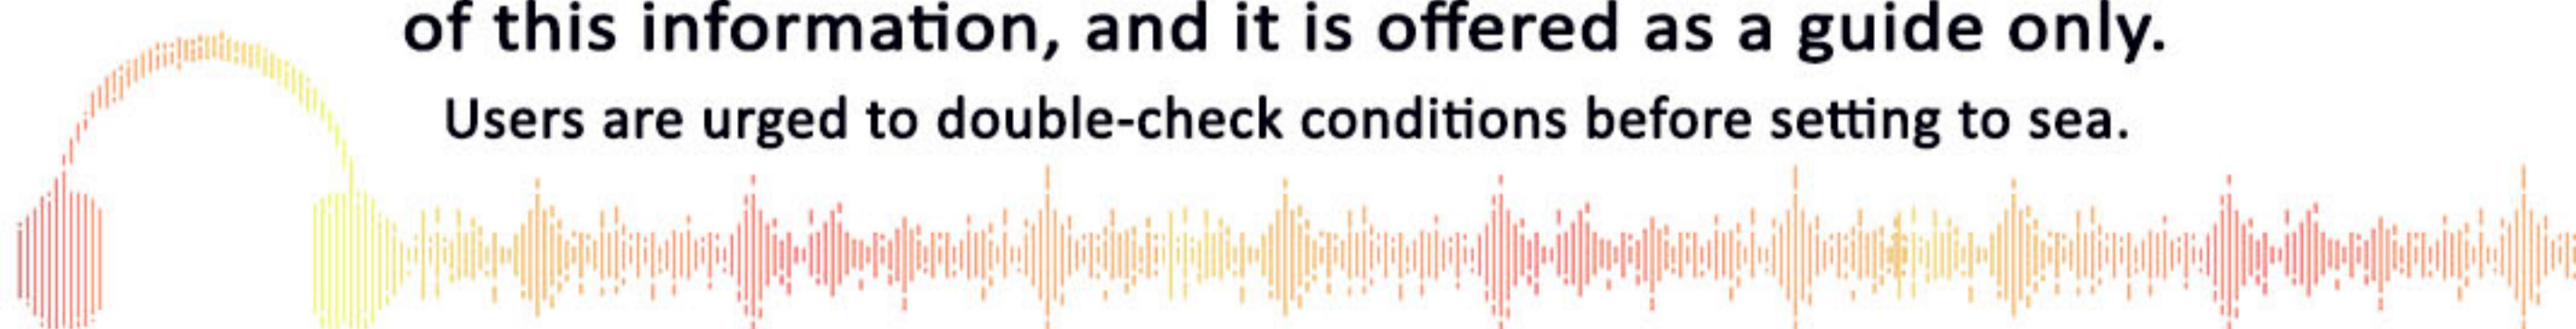 of this information, and it is offered as a guide only.
Users are urged to double-check conditions before setting to sea.